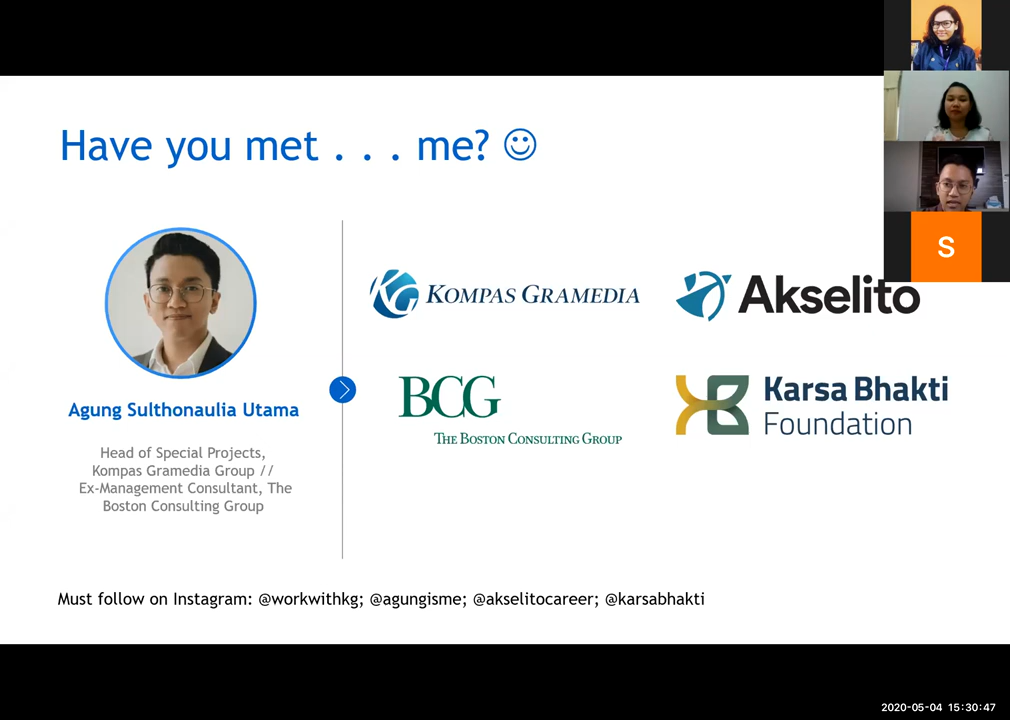 Have you met . . . me? ☺
Agung Sulthonaulia Utama
Head of Special Projects,
Kompas Gramedia Group //
Ex-Management Consultant, The
Boston Consulting Group
KOMPAS GRAMEDIA
Akselito
BCG
THE BOSTON CONSULTING GROUP
Karsa Bhakti
Foundation
Must follow on Instagram: @workwithkg; @agungisme; @akselitocareer; @karsabhakti
S
2020-05-04 15:30:47